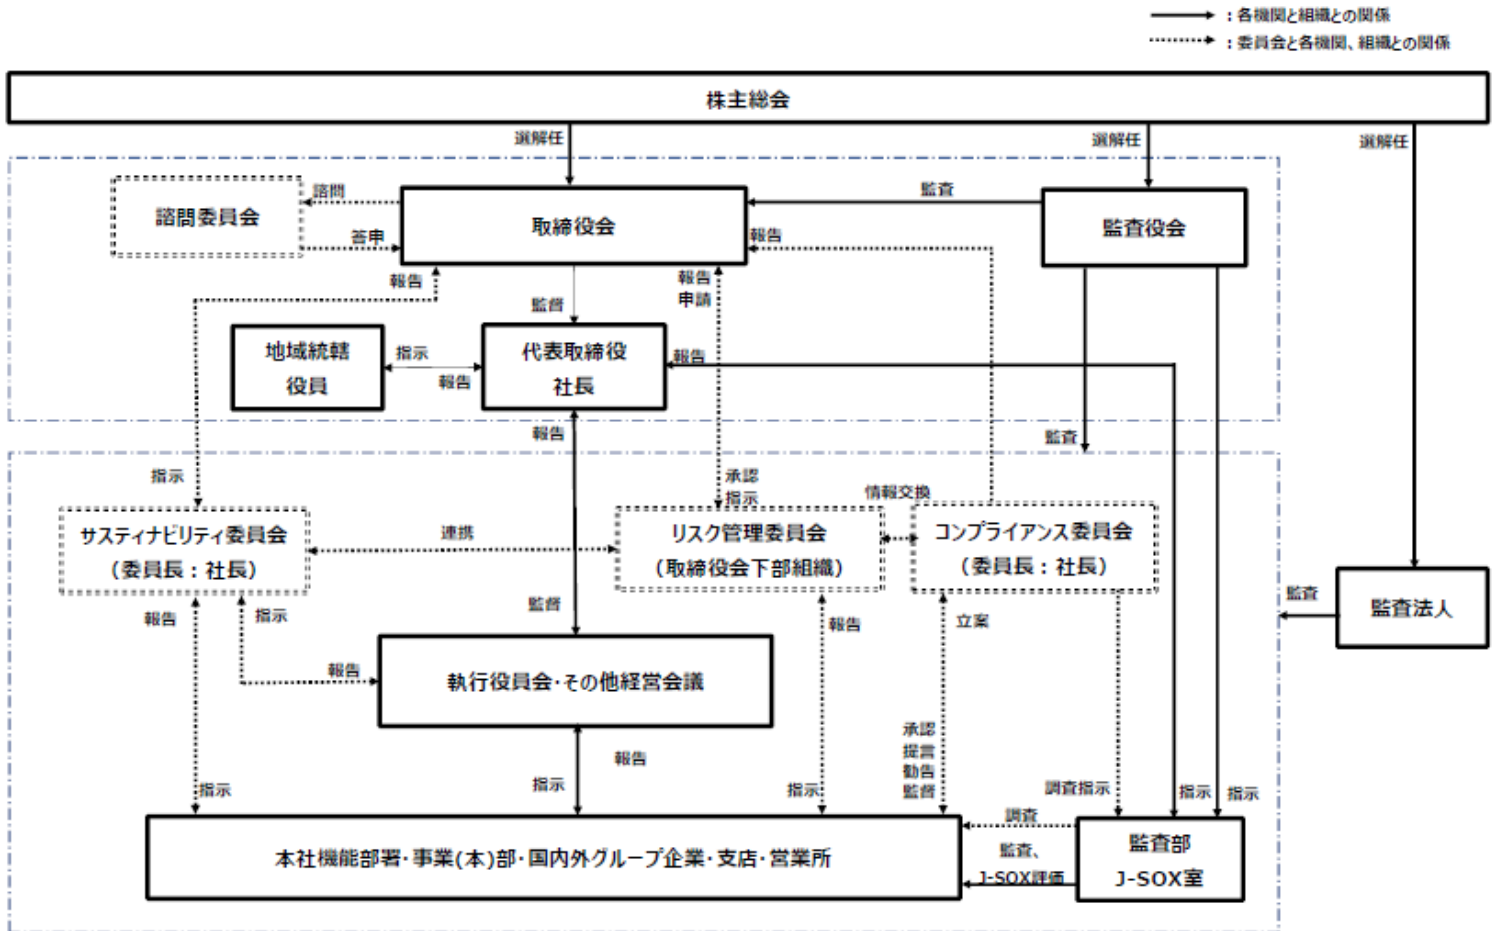 ：各機関と組織との関係
：委員会と各機関、組織との関係
株主総会
選解任
選解任
選解任
諮問委員会
諮問
答申
取締役会
監査
報告
監査役会
報告
報告
申請
監督
地域統轄
役員
指示
報告
代表取締役
社長
報告
報告
監査
指示
承認
指示
情報交換
サスティナビリティ委員会
（委員長：社長）
連携
リスク管理委員会
（取締役会下部組織）
コンプライアンス委員会
（委員長：社長）
監査
監査法人
報告
指示
監督
報告
立案
報告
執行役員会・その他経営会議
承認
提言
勧告
監督
報告
指示
指示
指示
調査指示
指示
指示
調査
監査、
J-SOX評価
本社機能部署・事業(本)部・国内外グループ企業・支店・営業所
監査部
J-SOX室